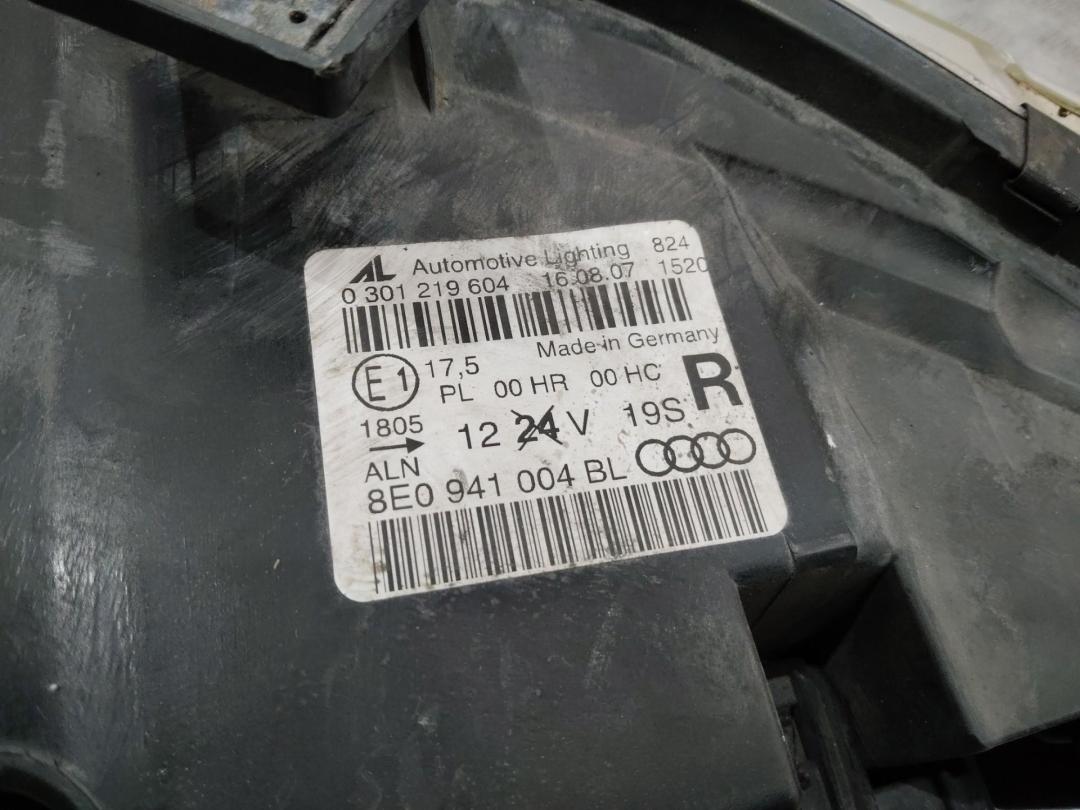 AL Automotive Lighting 824
0 301 219 604 16.08.07 1520
Made in Germany
E1 17,5
PL 00 HR 00 HC R
1805
12 24 V 19S
ALN
8E0 941 004 BL